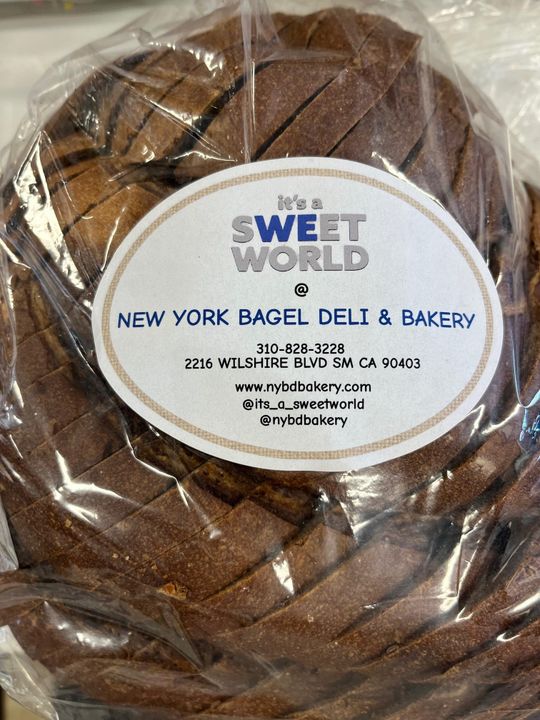 it's a
SWEET
WORLD
@
NEW YORK BAGEL DELI & BAKERY
310-828-3228
2216 WILSHIRE BLVD SM CA 90403
www.nybdbakery.com
@its_a_sweetworld
@nybdbakery